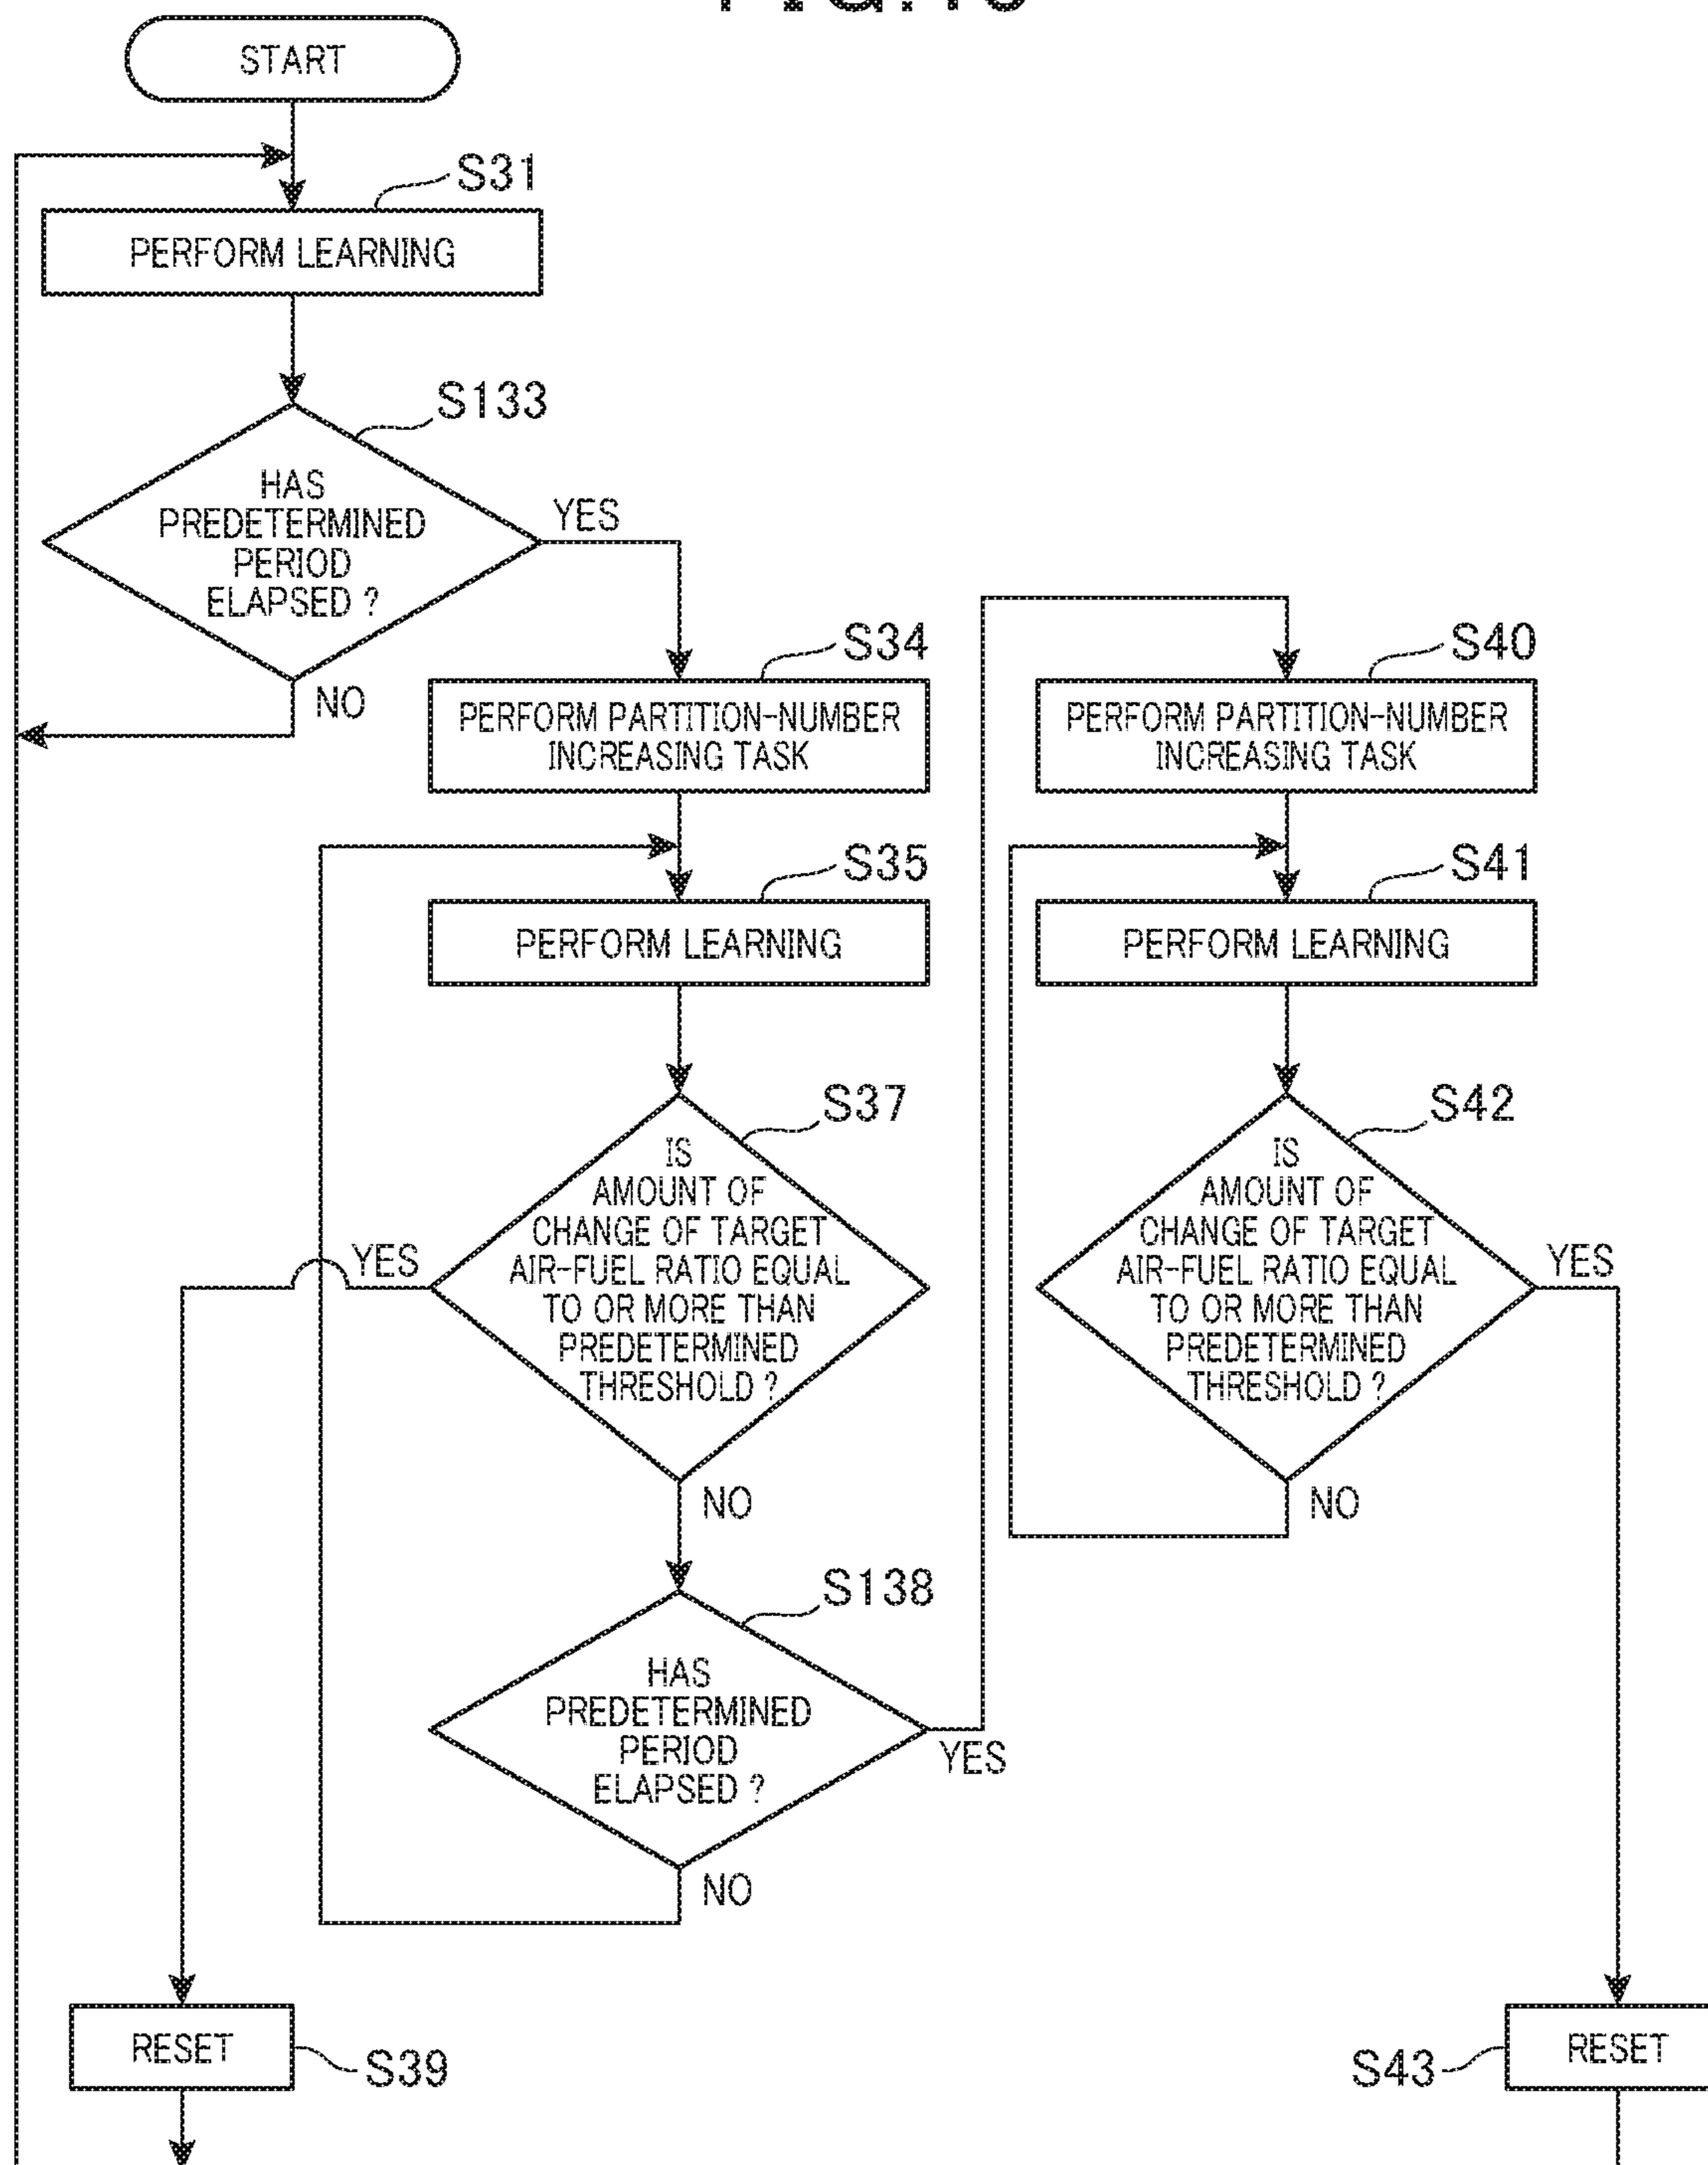 START
S31
PERFORM LEARNING
S133
HAS
PREDETERMINED
PERIOD
ELAPSED ?
YES
NO
S34
PERFORM PARTITION-NUMBER
INCREASING TASK
S35
PERFORM LEARNING
S37
IS
AMOUNT OF
CHANGE OF TARGET
AIR-FUEL RATIO EQUAL
TO OR MORE THAN
PREDETERMINED
THRESHOLD ?
YES
NO
S138
HAS
PREDETERMINED
PERIOD
ELAPSED ?
YES
NO
S40
PERFORM PARTITION-NUMBER
INCREASING TASK
S41
PERFORM LEARNING
S42
IS
AMOUNT OF
CHANGE OF TARGET
AIR-FUEL RATIO EQUAL
TO OR MORE THAN
PREDETERMINED
THRESHOLD ?
YES
NO
RESET
S39
S43
RESET